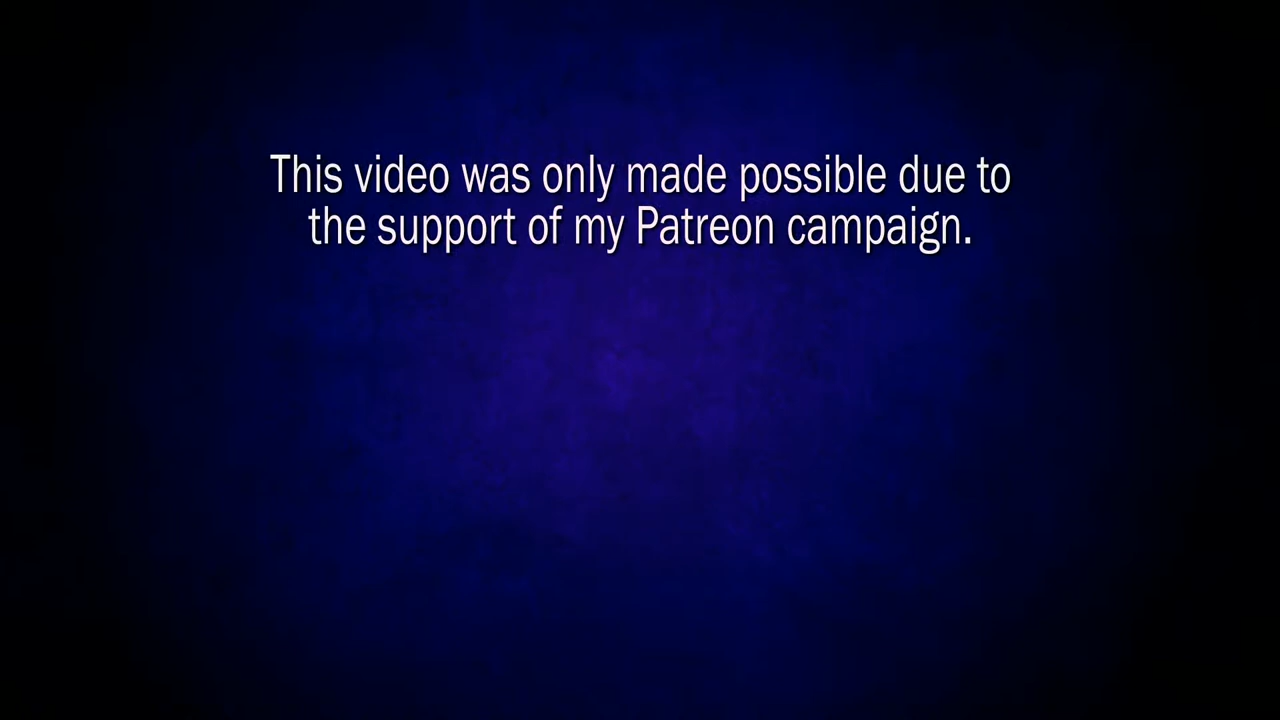 This video was only made possible due to
the support of my Patreon campaign.